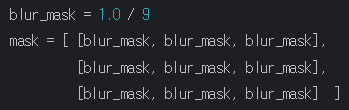 blur_mask = 1.0 / 9
mask = [ [blur_mask, blur_mask, blur_mask],
[blur_mask, blur_mask, blur_mask],
[blur_mask, blur_mask, blur_mask]  ]